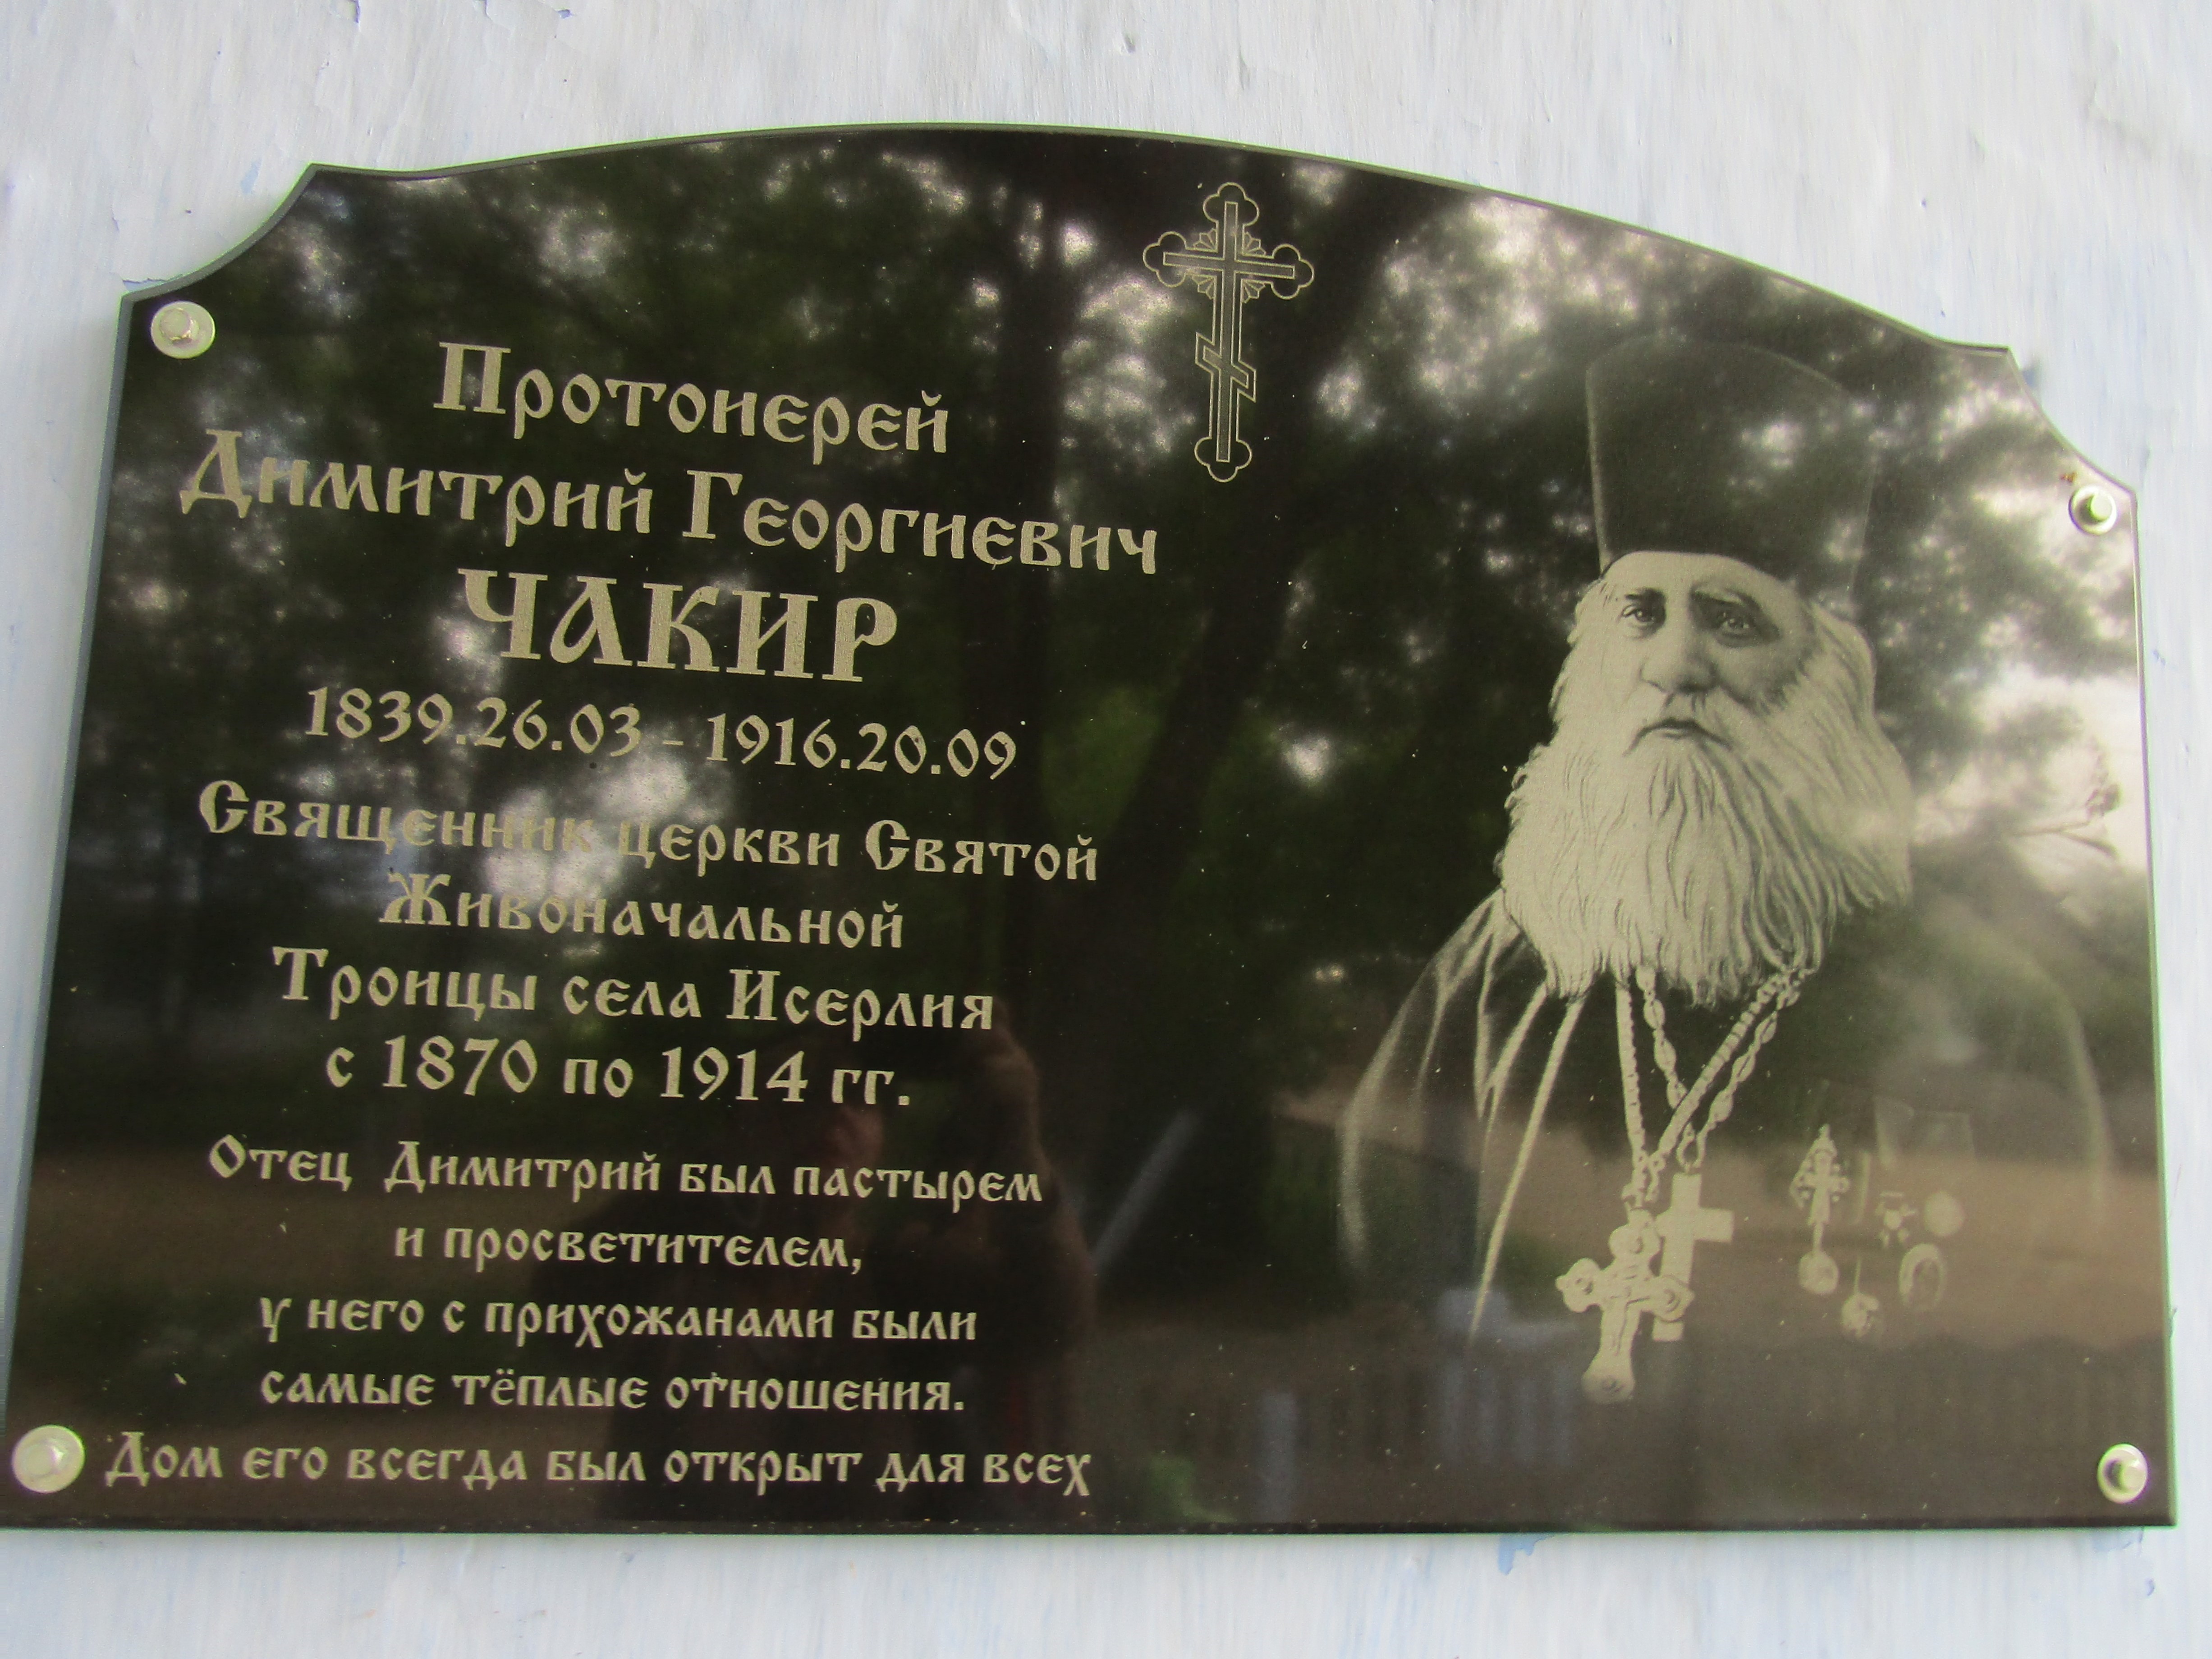 Протоиерей
Димитрий Георгиевич
ЧАКИР
1839.26.03 - 1916.20.09
Священник церкви Святой
Живоначальной
Троицы села Исерлия
с 1870 по 1914 гг.
Отец Димитрий был пастырем
и просветителем,
у него с прихожанами были
самые тёплые отношения.
Дом его всегда был открыт для всех